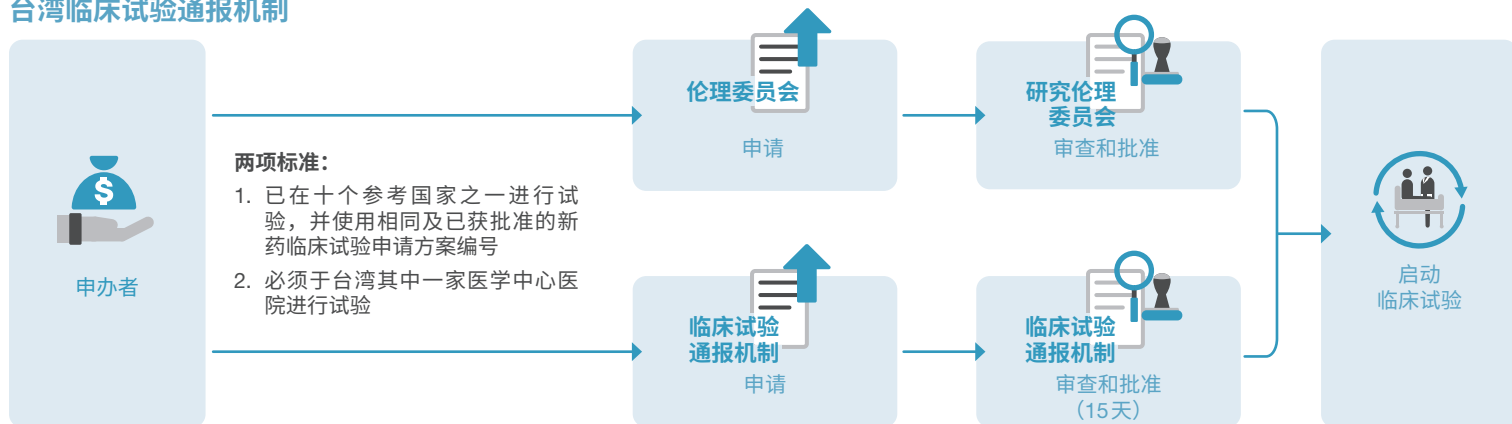 台湾临床试验通报机制
$
申办者
两项标准：
1. 已在十个参考国家之一进行试
验，并使用相同及已获批准的新
药临床试验申请方案编号
2. 必须于台湾其中一家医学中心医
院进行试验
伦理委员会
申请
研究伦理
委员会
审查和批准
临床试验
通报机制
申请
临床试验
通报机制
审查和批准
（15天）
启动
临床试验